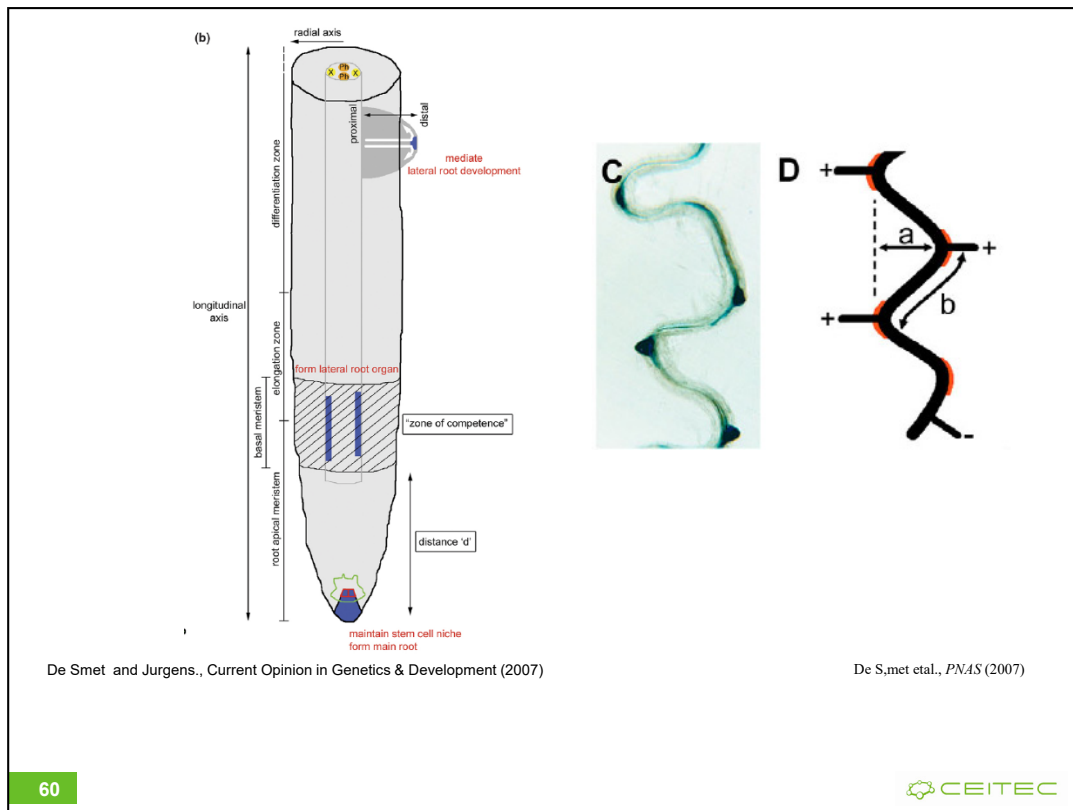 (b)
radial axis
X
Ph
Ph
X
proximal
distal
mediate
lateral root development
differentiation zone
longitudinal
axis
elongation zone
form lateral root organ
basal meristem
"zone of competence"
root apical meristem
distance 'd'
maintain stem cell niche
form main root
C
D
+
a
+
b
+
-
De Smet and Jurgens., Current Opinion in Genetics & Development (2007)
De S,met etal., PNAS (2007)
60
CEITEC